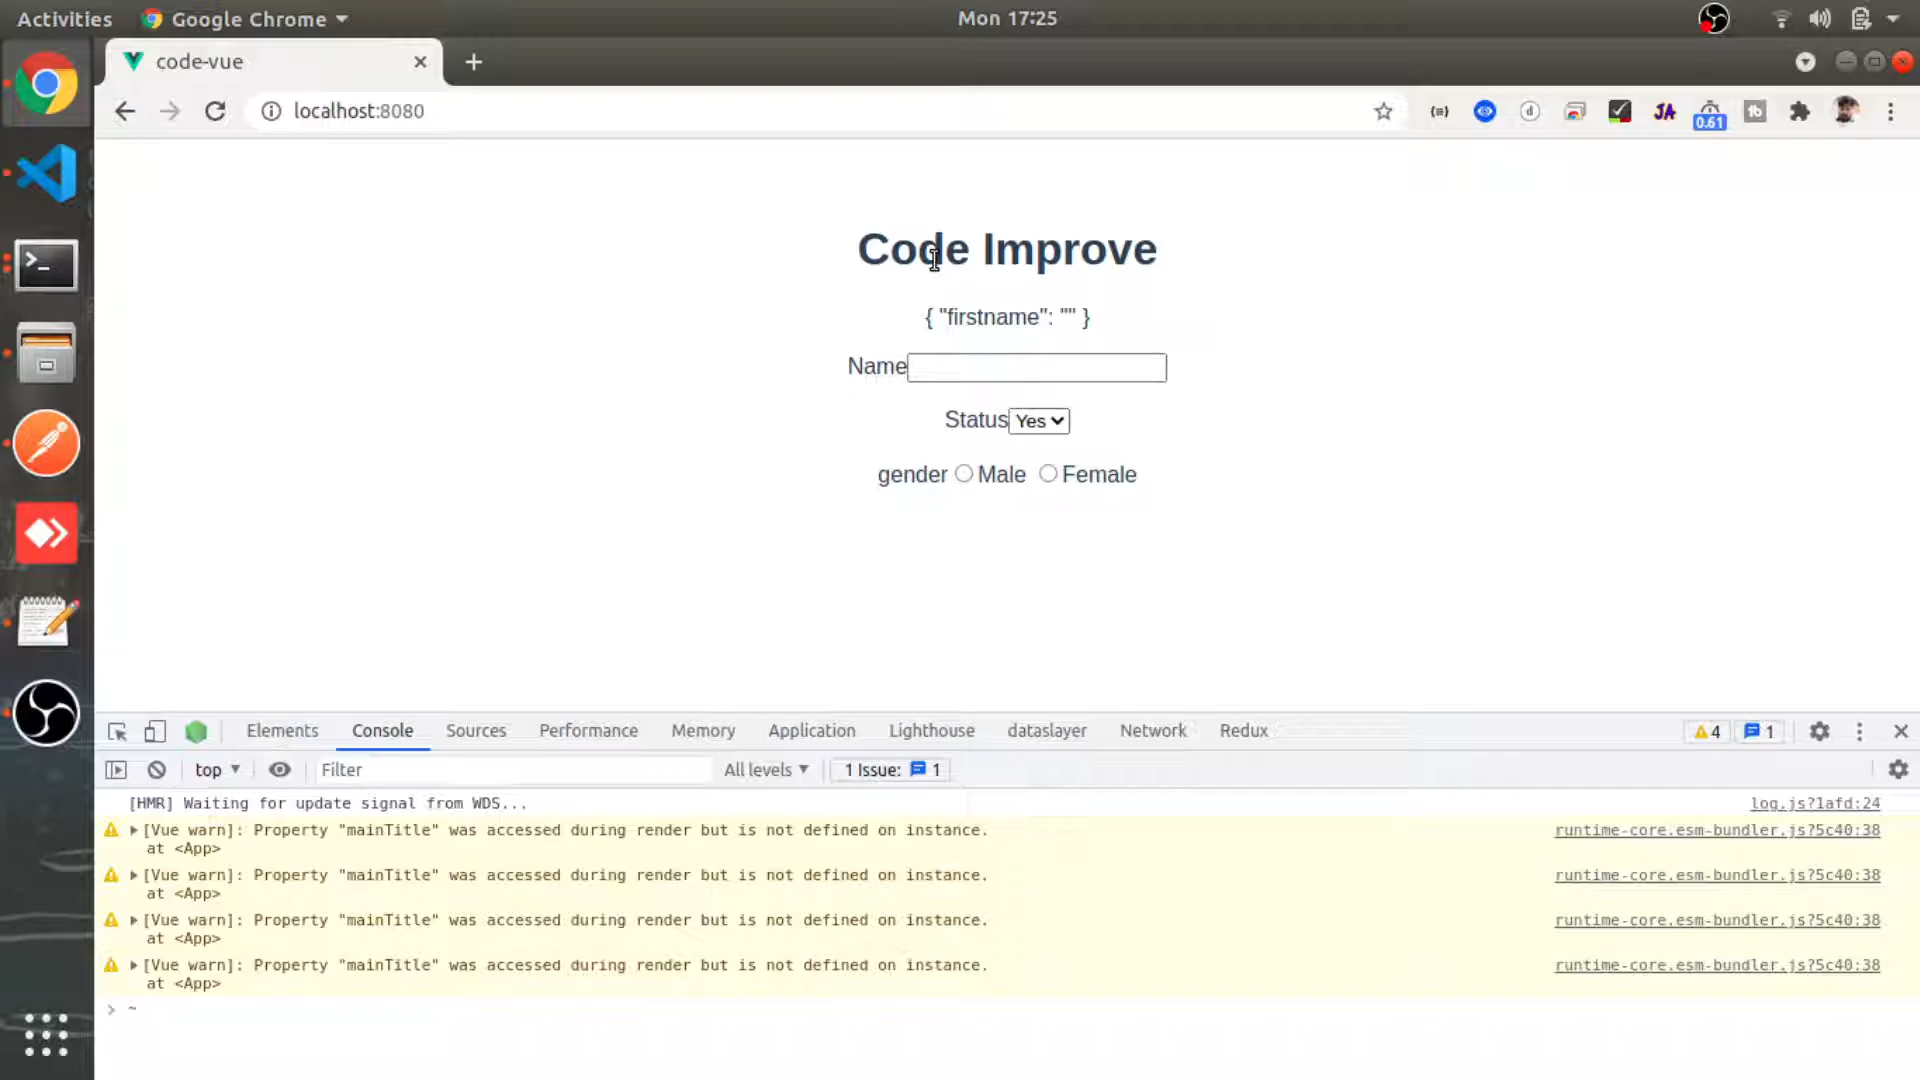 Activities
Google Chrome
Mon 17:25
code-vue
localhost:8080
JA
0.61
Code Improve
{ "firstname": "" }
Name
Status Yes
gender Male Female
Elements Console Sources Performance Memory Application Lighthouse dataslayer Network Redux 4 1
top Filter All levels 1 Issue: 1
[HMR] Waiting for update signal from WDS... log.js?1afd:24
[Vue warn]: Property "mainTitle" was accessed during render but is not defined on instance. runtime-core.esm-bundler.js?5c40:38
at <App>
[Vue warn]: Property "mainTitle" was accessed during render but is not defined on instance. runtime-core.esm-bundler.js?5c40:38
at <App>
[Vue warn]: Property "mainTitle" was accessed during render but is not defined on instance. runtime-core.esm-bundler.js?5c40:38
at <App>
[Vue warn]: Property "mainTitle" was accessed during render but is not defined on instance. runtime-core.esm-bundler.js?5c40:38
at <App>
> ~